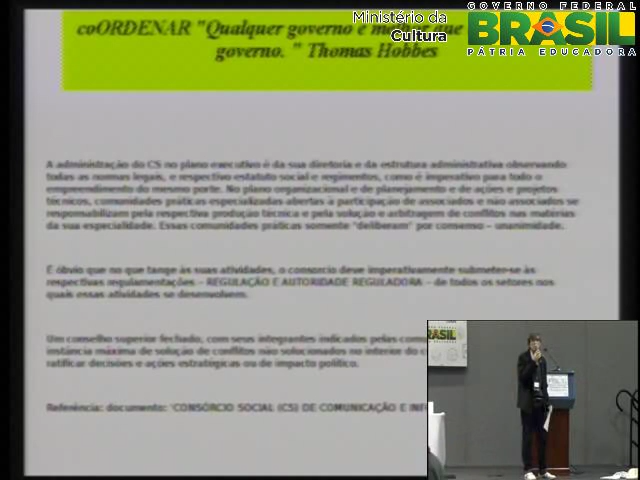 Ministério da
Cultura
GOVERNO FEDERAL
BRASIL
PÁTRIA EDUCADORA
coORDENAR "Qualquer governo é melhor que
governo. " Thomas Hobbes
A administração do CS no plano executivo é da sua diretoria e da estrutura administrativa observando
todas as normas legais, e respectivo estatuto social e regimentos, como é imperativo para todo o
empreendimento do mesmo porte. No plano organizacional e de planejamento e de ações e projetos
técnicos, comunidades práticas especializadas abertas à participação de associados e não associados se
responsabilizam pela respectiva produção técnica e pela solução e arbitragem de conflitos nas matérias
da sua especialidade. Essas comunidades práticas somente "deliberam" por consenso – unanimidade.
É óbvio que no que tange às suas atividades, o consorcio deve imperativamente submeter-se às
respectivas regulamentações – REGULAÇÃO E AUTORIDADE REGULADORA – de todos os setores nos
quais essas atividades se desenvolvem.
Um conselho superior fechado, com seus integrantes indicados pelas
instância máxima de solução de conflitos não solocionados no interior do
ratificar decisões e ações estratégicas ou de impacto político.
Referência: documento: 'CONSÓRCIO SOCIAL (CS) DE COMUNICAÇÃO E